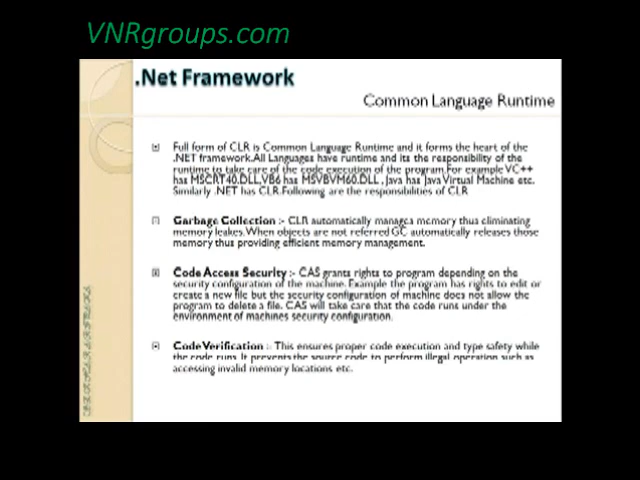 VNRgroups.com
.Net Framework
Common Language Runtime
Full form of CLR is Common Language Runtime and it forms the heart of the
.NET framework.All Languages have runtime and its the responsibility of the
runtime to take care of the code execution of the program.For example VC++
has MSCRT40.DLL,VB6 has MSVBVM60.DLL , Java has Java Virtual Machine etc.
Similarly .NET has CLR.Following are the responsibilities of CLR
Garbage Collection :- CLR automatically manages memory thus eliminating
memory leakes.When objects are not referred GC automatically releases those
memory thus providing efficient memory management.
Code Access Security :- CAS grants rights to program depending on the
security configuration of the machine. Example the program has rights to edit or
create a new file but the security configuration of machine does not allow the
program to delete a file. CAS will take care that the code runs under the
environment of machines security configuration.
Code Verification :- This ensures proper code execution and type safety while
the code runs. It prevents the source code to perform illegal operation such as
accessing invalid memory locations etc.